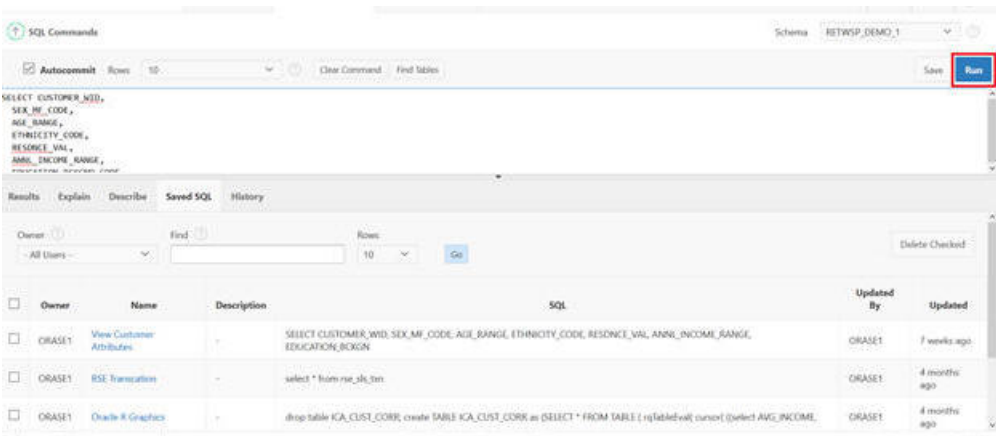 SQL Commands
Schema RETWSP_DEMO_1
Autocommit Rows 10 Clear Command Find Tables Save Run
SELECT CUSTOMER_WID,
SEX_MF_CODE,
AGE_RANGE,
ETHNICITY_CODE,
RESDNCE_VAL,
ANNL_INCOME_RANGE,
Results Explain Describe Saved SQL History
Owner Find Rows
- All Users - 10 Go Delete Checked
Owner Name Description SQL Updated By Updated
ORASE1 View Customer Attributes - SELECT CUSTOMER_WID, SEX_MF_CODE, AGE_RANGE, ETHNICITY_CODE, RESDNCE_VAL, ANNL_INCOME_RANGE,
EDUCATION_BCKGN ORASE1 7 weeks ago
ORASE1 RSE Transcation - select * from rse_sls_txn ORASE1 4 months ago
ORASE1 Oracle R Graphics - drop table ICA_CUST_CORR; create TABLE ICA_CUST_CORR as (SELECT * FROM TABLE ( rqTableEval( cursor( ((select AVG_INCOME, ORASE1 4 months ago